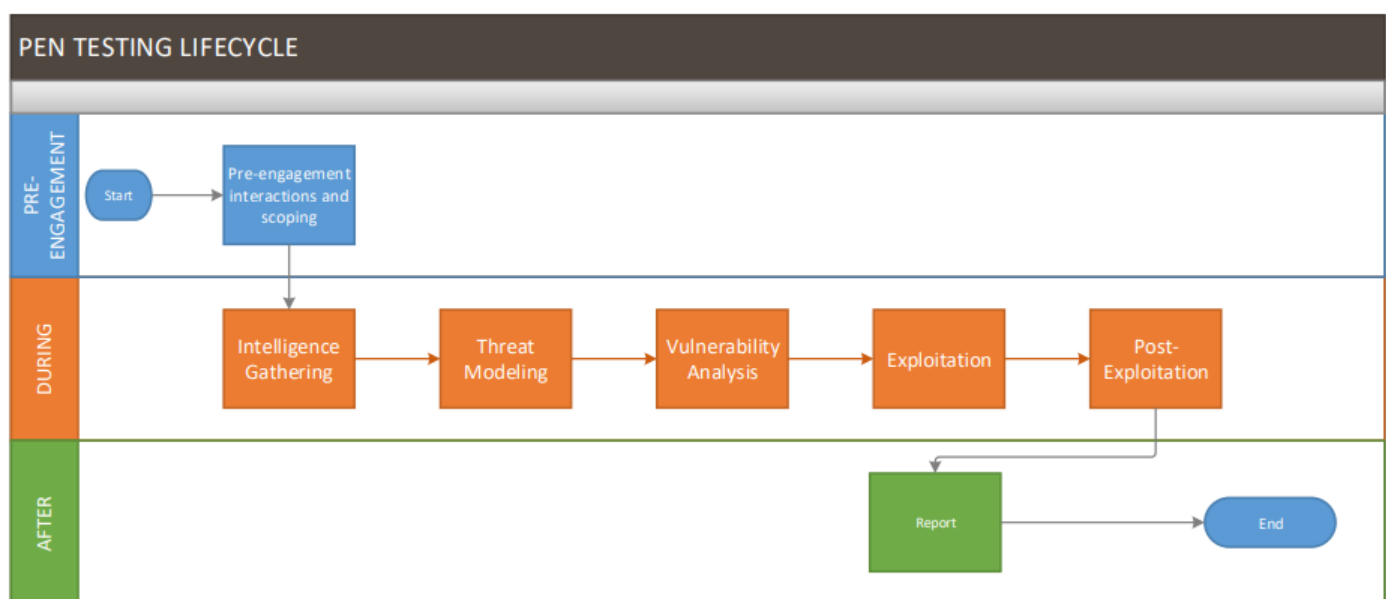 PEN TESTING LIFECYCLE
PRE-
ENGAGEMENT
Start
Pre-engagement
interactions and
scoping
DURING
Intelligence
Gathering
Threat
Modeling
Vulnerability
Analysis
Exploitation
Post-
Exploitation
AFTER
Report
End